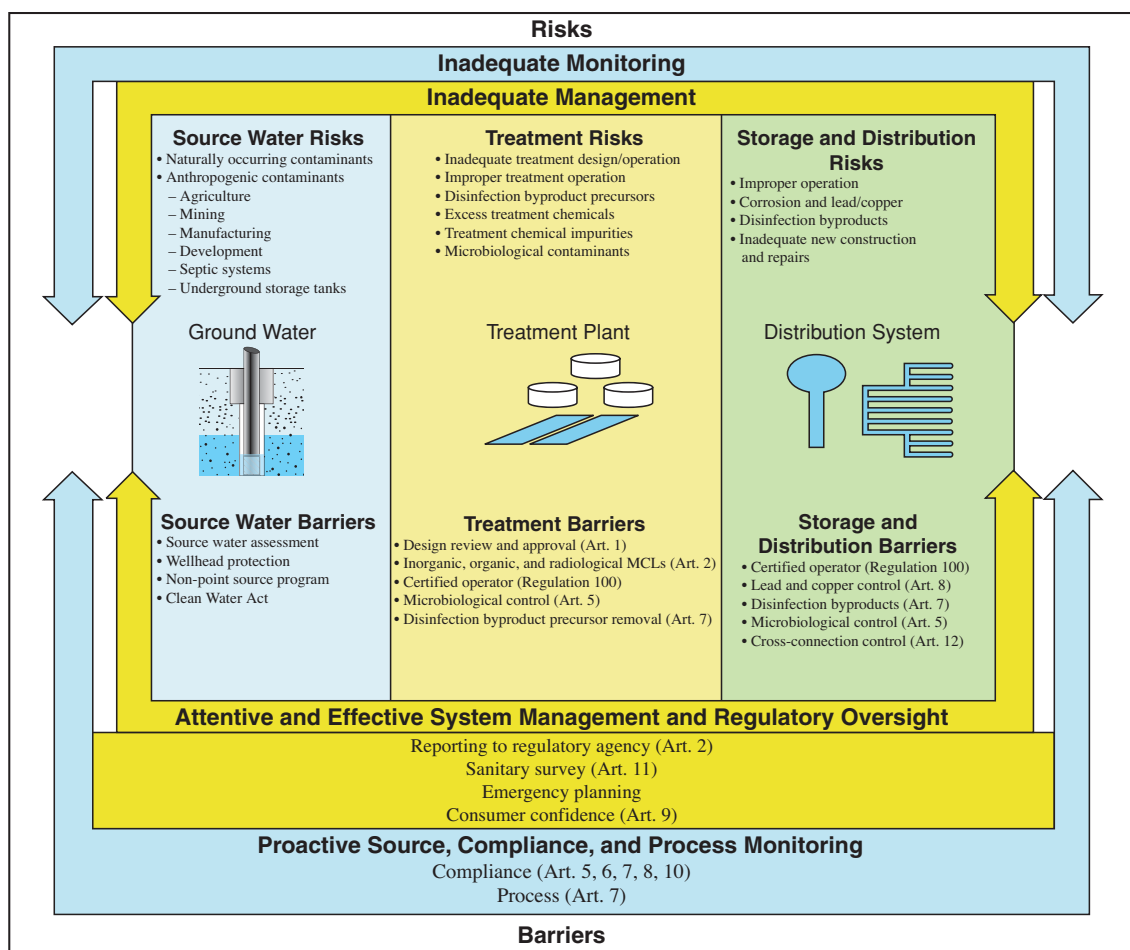 Risks
Inadequate Monitoring
Inadequate Management
Source Water Risks
• Naturally occurring contaminants
• Anthropogenic contaminants
– Agriculture
– Mining
– Manufacturing
– Development
– Septic systems
– Underground storage tanks
Treatment Risks
• Inadequate treatment design/operation
• Improper treatment operation
• Disinfection byproduct precursors
• Excess treatment chemicals
• Treatment chemical impurities
• Microbiological contaminants
Storage and Distribution
Risks
• Improper operation
• Corrosion and lead/copper
• Disinfection byproducts
• Inadequate new construction
and repairs
Ground Water
Treatment Plant
Distribution System
Source Water Barriers
• Source water assessment
• Wellhead protection
• Non-point source program
• Clean Water Act
Treatment Barriers
• Design review and approval (Art. 1)
• Inorganic, organic, and radiological MCLs (Art. 2)
• Certified operator (Regulation 100)
• Microbiological control (Art. 5)
• Disinfection byproduct precursor removal (Art. 7)
Storage and
Distribution Barriers
• Certified operator (Regulation 100)
• Lead and copper control (Art. 8)
• Disinfection byproducts (Art. 7)
• Microbiological control (Art. 5)
• Cross-connection control (Art. 12)
Attentive and Effective System Management and Regulatory Oversight
Reporting to regulatory agency (Art. 2)
Sanitary survey (Art. 11)
Emergency planning
Consumer confidence (Art. 9)
Proactive Source, Compliance, and Process Monitoring
Compliance (Art. 5, 6, 7, 8, 10)
Process (Art. 7)
Barriers